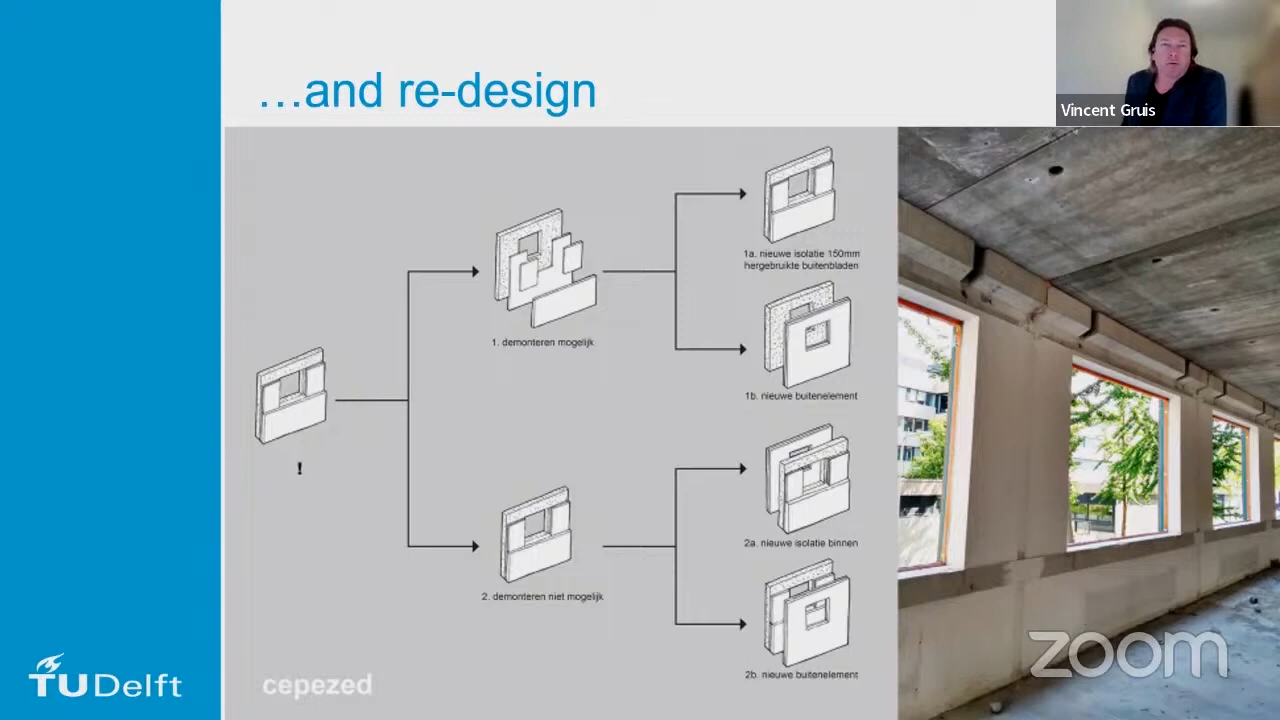 …and re-design
Vincent Gruis
1a. nieuwe isolatie 150mm
hergebruikte buitenbladen
1. demonteren mogelijk
1b. nieuwe buitenelement
!
2a. nieuwe isolatie binnen
2. demonteren niet mogelijk
2b. nieuwe buitenelement
TUDelft
cepezed
zoom